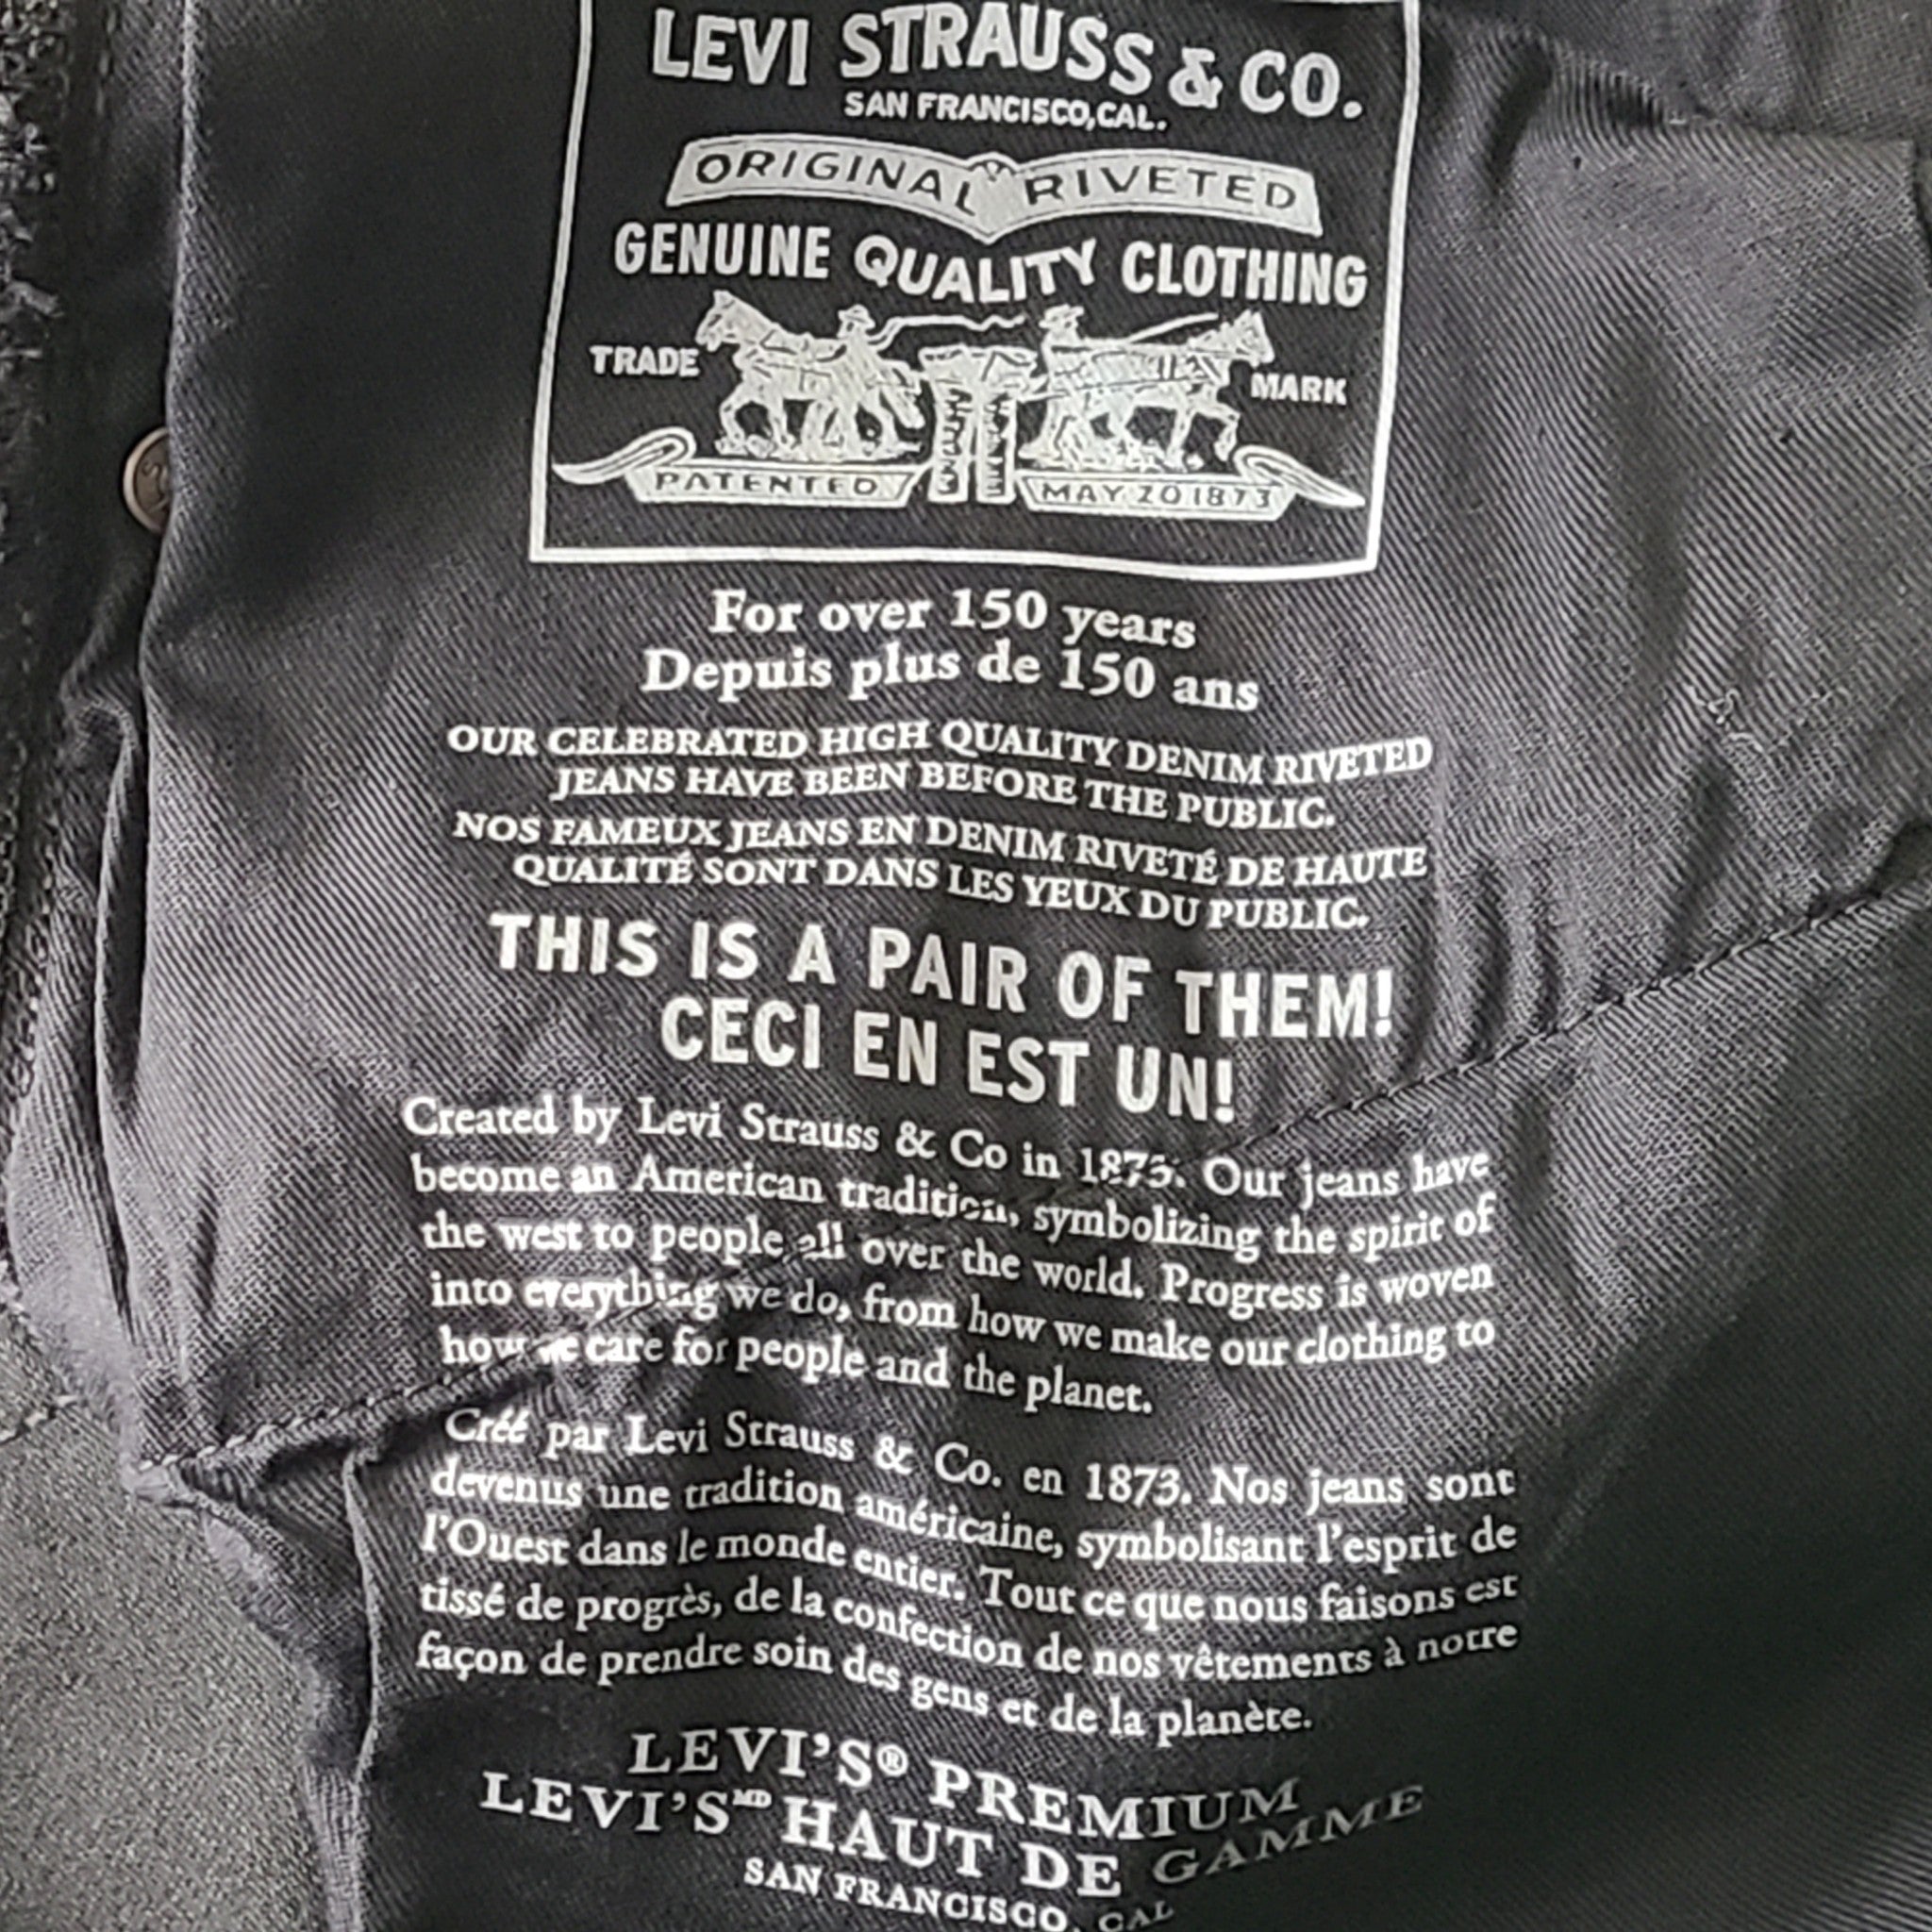 LEVI STRAUSS & CO.
SAN FRANCISCO, CAL.
ORIGINAL RIVETED
GENUINE QUALITY CLOTHING
TRADE MARK
PATENTED MAY 20 1873
For over 150 years
Depuis plus de 150 ans
OUR CELEBRATED HIGH QUALITY DENIM RIVETED
JEANS HAVE BEEN BEFORE THE PUBLIC.
NOS FAMEUX JEANS EN DENIM RIVETÉ DE HAUTE
QUALITÉ SONT DANS LES YEUX DU PUBLIC.
THIS IS A PAIR OF THEM!
CECI EN EST UN!
Created by Levi Strauss & Co in 1873. Our jeans have
become an American tradition, symbolizing the spirit of
the west to people all over the world. Progress is woven
into everything we do, from how we make our clothing to
how we care for people and the planet.
Créé par Levi Strauss & Co. en 1873. Nos jeans sont
devenus une tradition américaine, symbolisant l'esprit de
l'Ouest dans le monde entier. Tout ce que nous faisons est
tissé de progrès, de la confection de nos vêtements à notre
façon de prendre soin des gens et de la planète.
LEVI'S® PREMIUM
LEVI'S MD HAUT DE GAMME
SAN FRANCISCO, CAL